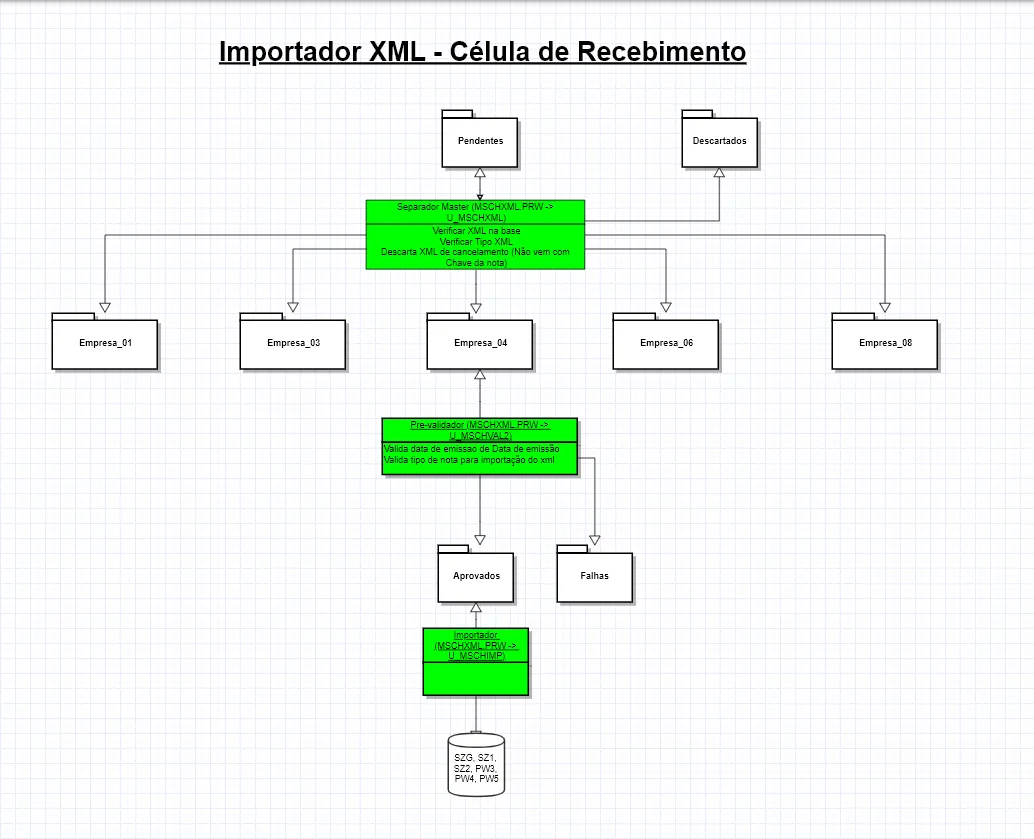 Importador XML - Célula de Recebimento
Pendentes
Descartados
Separador Master (MSCHXML.PRW ->
U_MSCHXML)
Verificar XML na base
Verificar Tipo XML
Descarta XML de cancelamento (Não vem com
Chave da nota)
Empresa_01
Empresa_03
Empresa_04
Empresa_06
Empresa_08
Pre-validador (MSCHXML.PRW ->
U_MSCHVAL2)
Valida data de emissao de Data de emissão
Valida tipo de nota para importação do xml
Aprovados
Falhas
Importador
(MSCHXML.PRW ->
U_MSCHIMP)
SZG, SZ1,
SZ2, PW3,
PW4, PW5